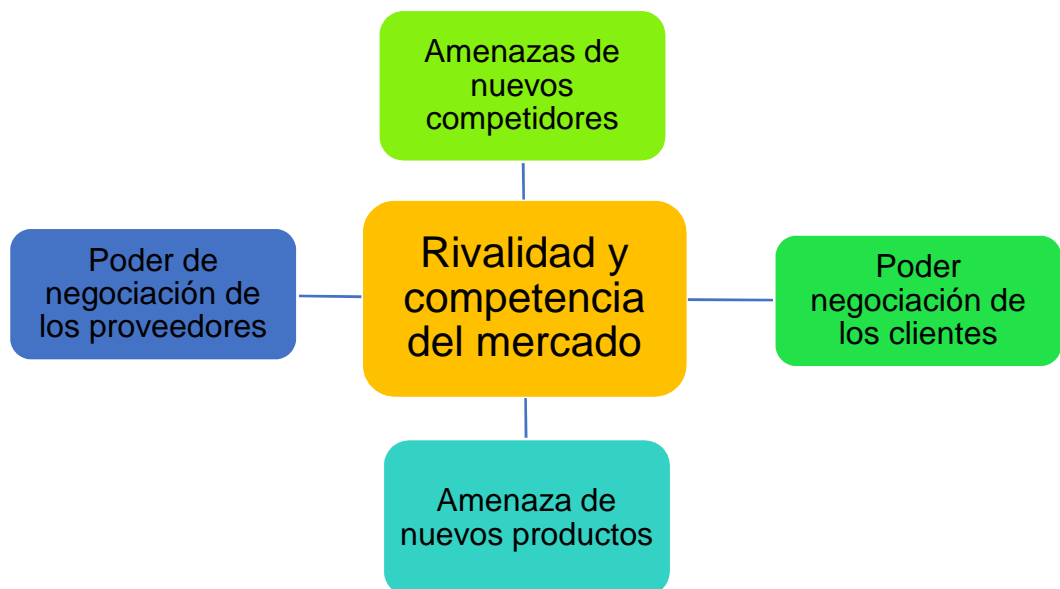 Amenazas de
nuevos
competidores
Poder de
negociación de
los proveedores
Rivalidad y
competencia
del mercado
Poder
negociación de
los clientes
Amenaza de
nuevos productos